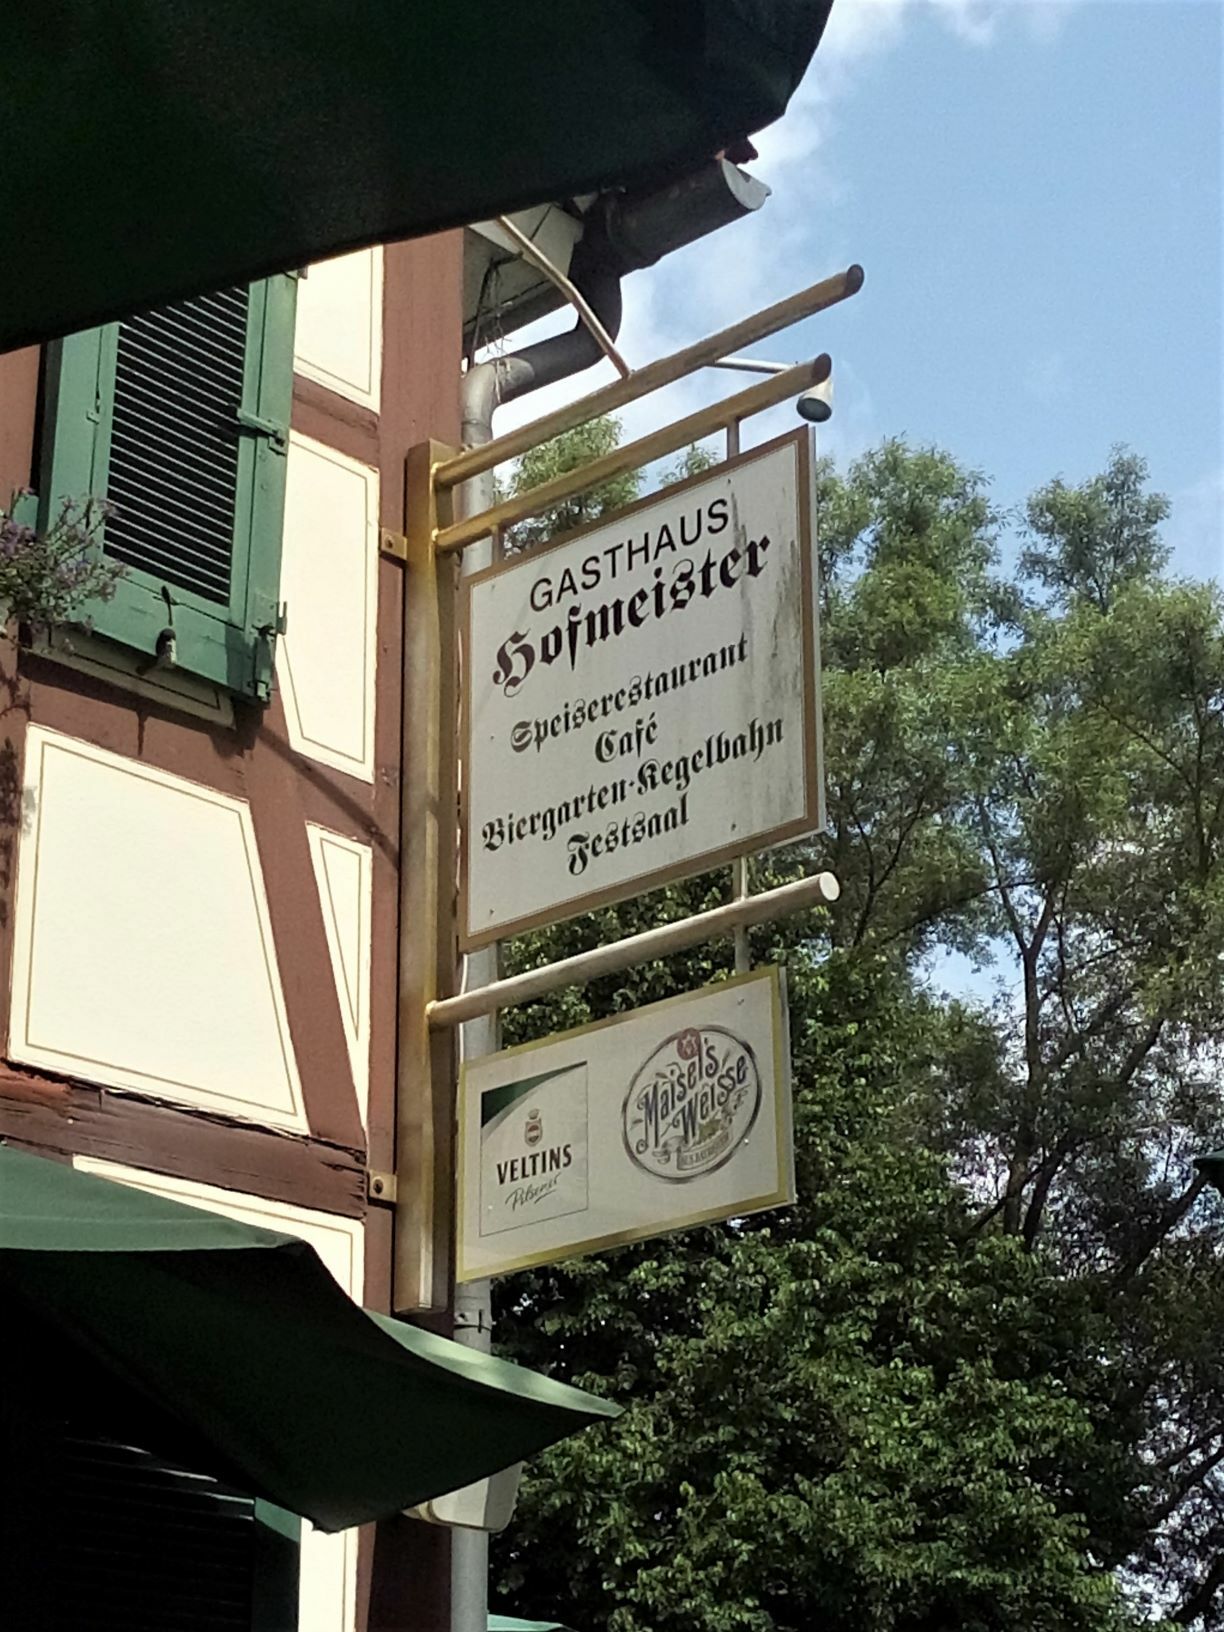 GASTHAUS
Hofmeister
Speiserestaurant
Café
Biergarten-Kegelbahn
Festsaal
VELTINS
Pilsener
Maisel's
Weisse